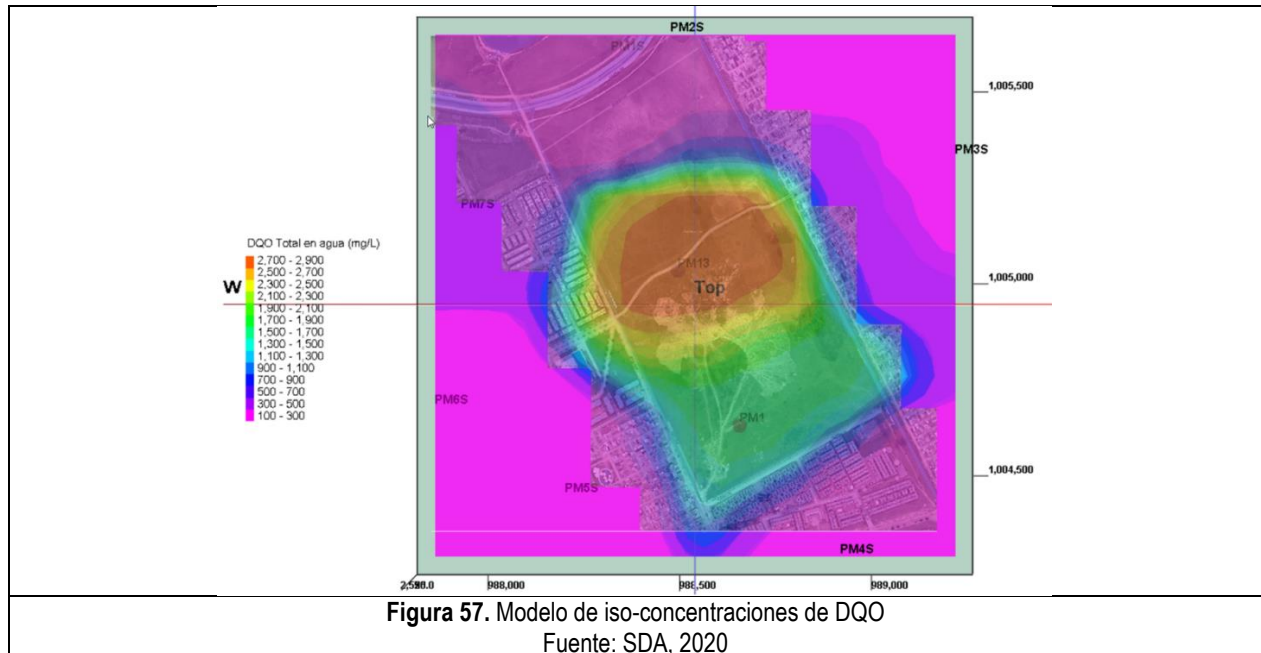 PM2S
PM1S
1,005,500
PM3S
PM7S
DQO Total en agua (mg/L)
2,700 - 2,900
2,500 - 2,700
2,300 - 2,500
2,100 - 2,300
1,900 - 2,100
1,700 - 1,900
1,500 - 1,700
1,300 - 1,500
1,100 - 1,300
900 - 1,100
700 - 900
500 - 700
300 - 500
100 - 300
W
PM13
Top
1,005,000
PM6S
PM1
1,004,500
PM5S
PM4S
988,000
988,500
989,000
Figura 57. Modelo de iso-concentraciones de DQO
Fuente: SDA, 2020